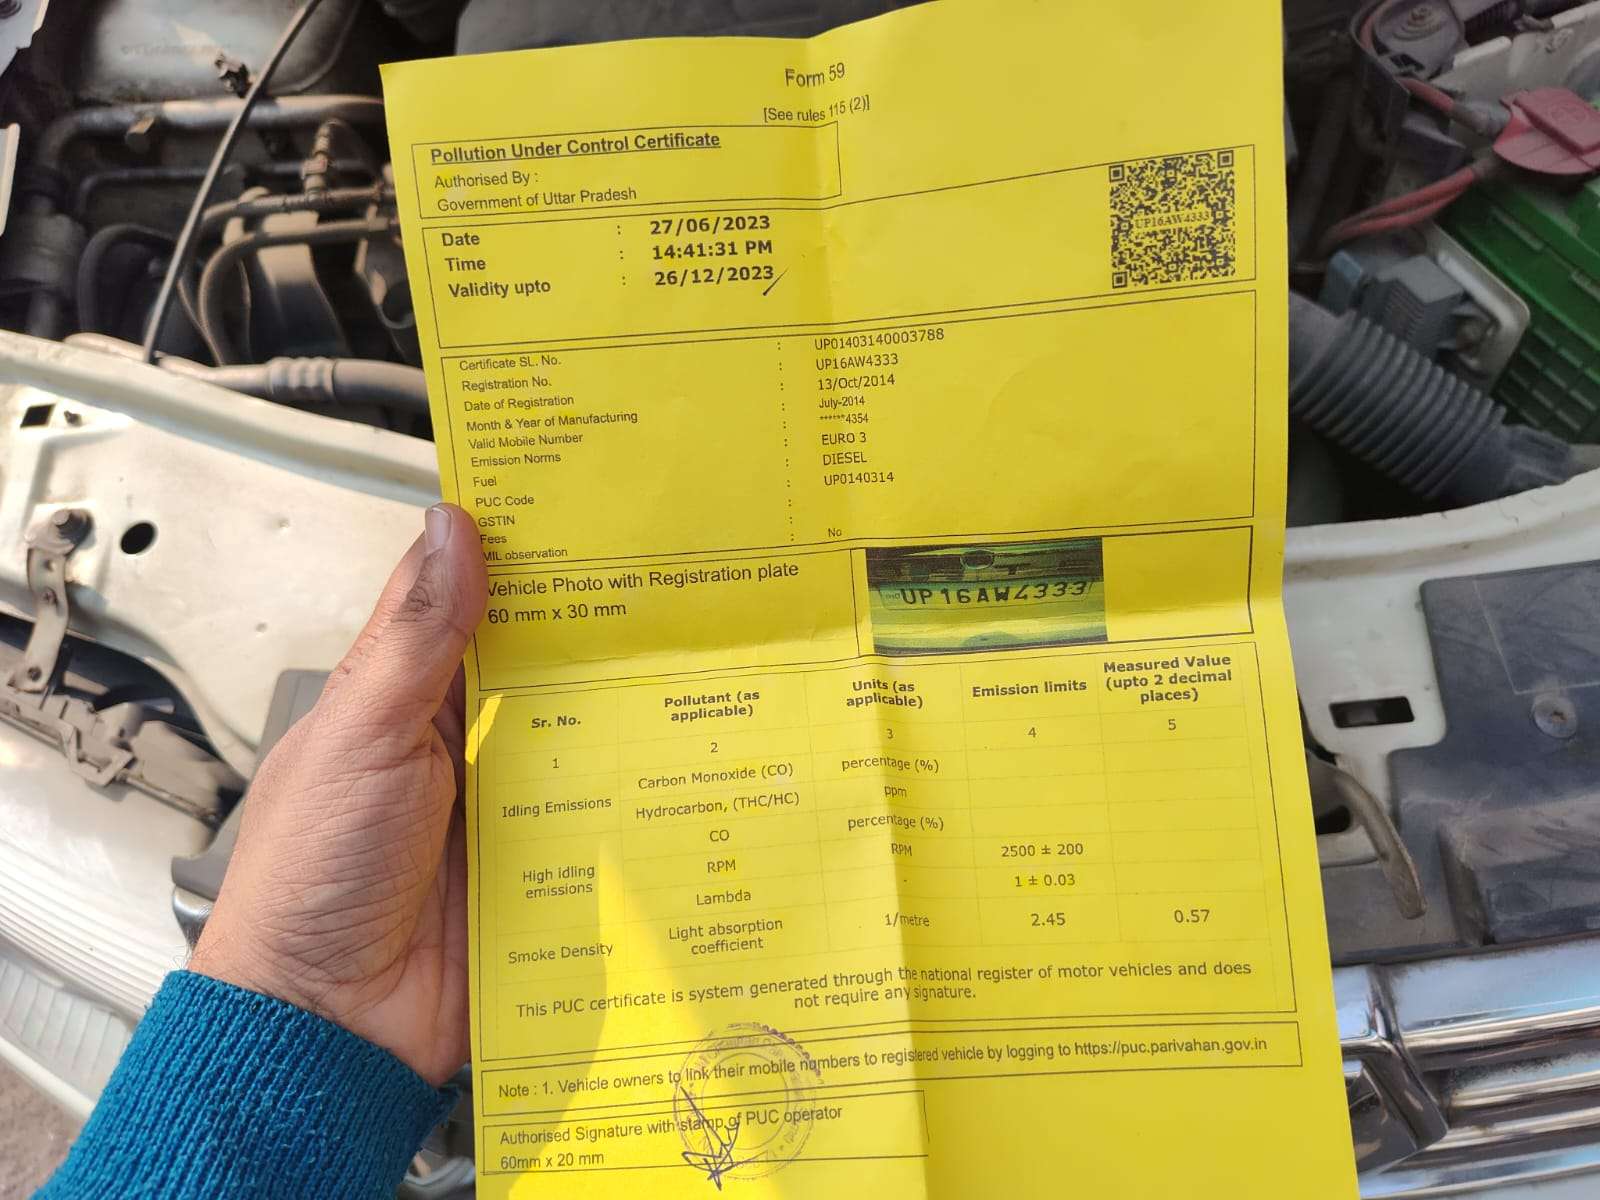 Form 59
[See rules 115 (2)]
Pollution Under Control Certificate
Authorised By :
Government of Uttar Pradesh
Date : 27/06/2023
Time : 14:41:31 PM
Validity upto : 26/12/2023
UP16AW4333
Certificate SL. No. : UP01403140003788
Registration No. : UP16AW4333
Date of Registration : 13/Oct/2014
Month & Year of Manufacturing : July-2014
Valid Mobile Number : ******4354
Emission Norms : EURO 3
Fuel : DIESEL
PUC Code : UP0140314
GSTIN :
Fees :
MIL observation : No
Vehicle Photo with Registration plate
60 mm x 30 mm
UP16AW4333
Sr. No. Pollutant (as applicable) Units (as applicable) Emission limits Measured Value (upto 2 decimal places)
1 2 3 4 5
Idling Emissions Carbon Monoxide (CO) percentage (%)
Hydrocarbon, (THC/HC) ppm
High idling emissions CO percentage (%)
RPM RPM 2500 ± 200
Lambda - 1 ± 0.03
Smoke Density Light absorption coefficient 1/metre 2.45 0.57
This PUC certificate is system generated through the national register of motor vehicles and does
not require any signature.
Note : 1. Vehicle owners to link their mobile numbers to registered vehicle by logging to https://puc.parivahan.gov.in
Authorised Signature with stamp of PUC operator
60mm x 20 mm